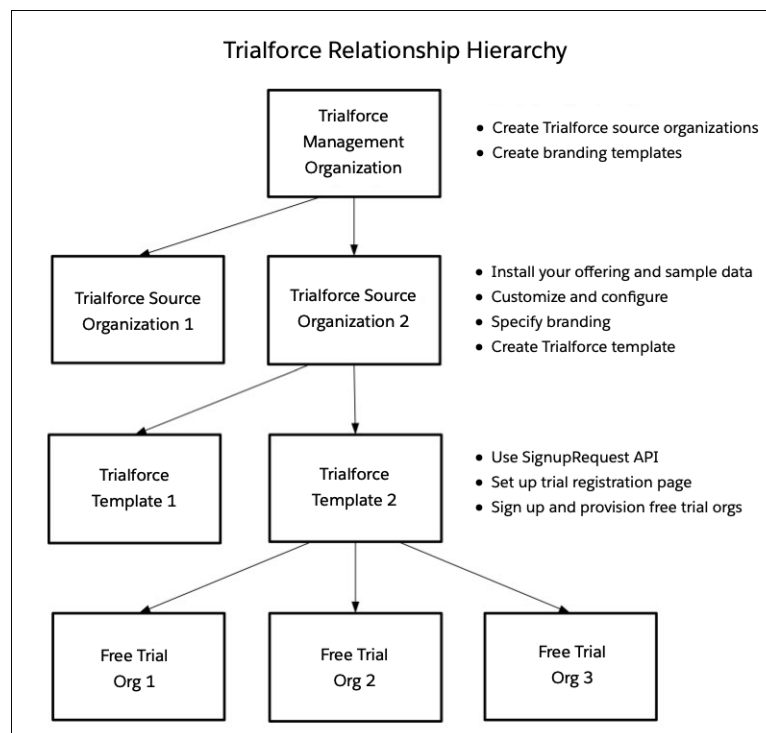 Trialforce Relationship Hierarchy
Trialforce
Management
Organization
• Create Trialforce source organizations
• Create branding templates
Trialforce Source
Organization 1
Trialforce Source
Organization 2
• Install your offering and sample data
• Customize and configure
• Specify branding
• Create Trialforce template
Trialforce
Template 1
Trialforce
Template 2
• Use SignupRequest API
• Set up trial registration page
• Sign up and provision free trial orgs
Free Trial
Org 1
Free Trial
Org 2
Free Trial
Org 3